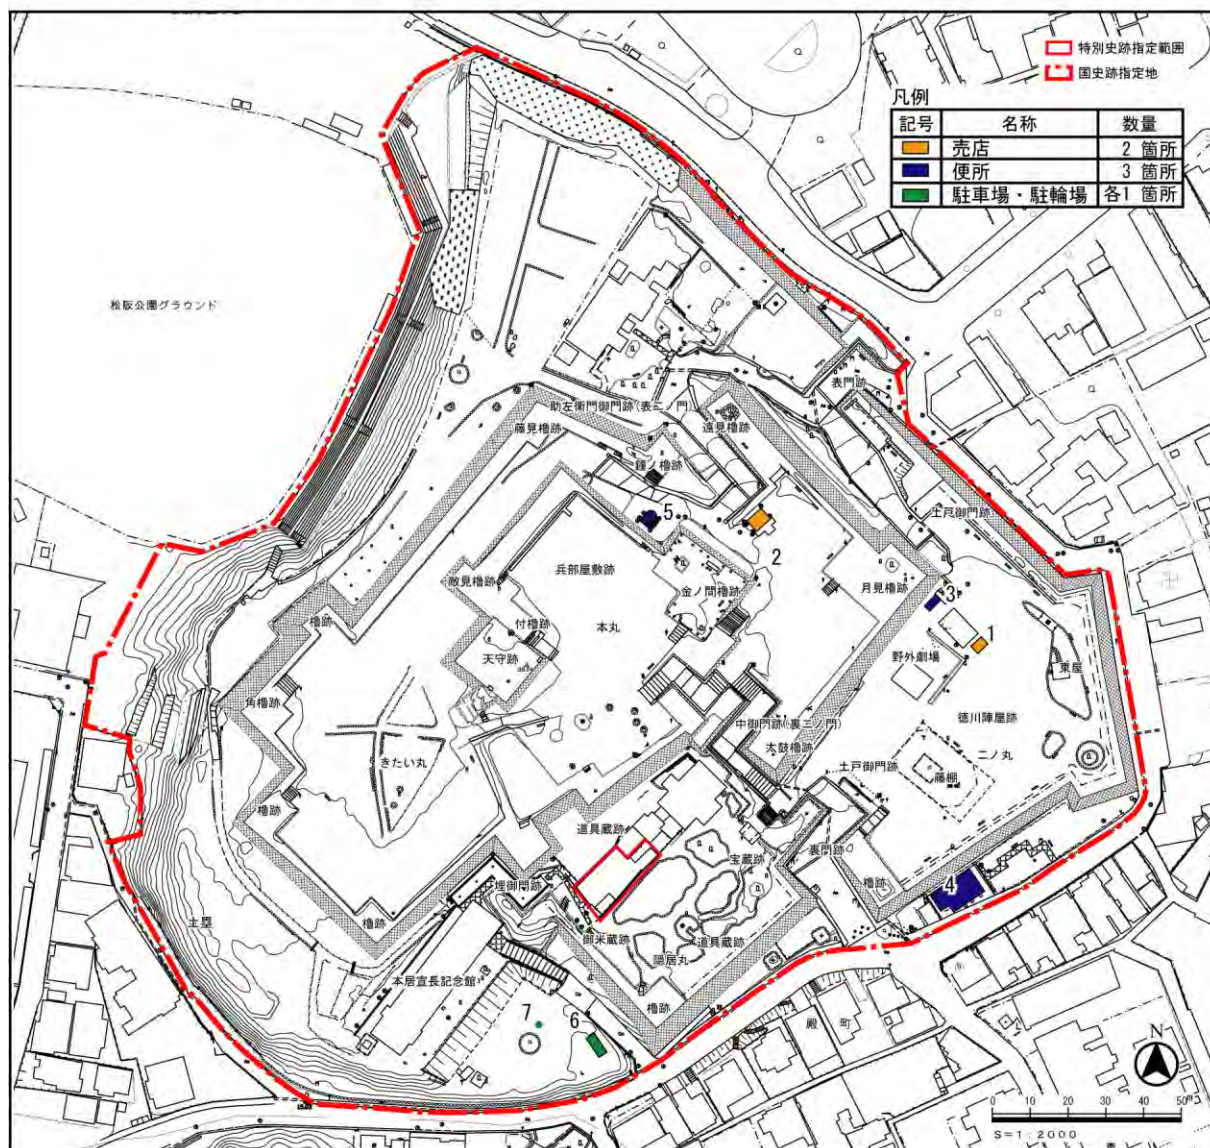 特別史跡指定範囲
国史跡指定地
凡例
記号 名称 数量
売店 2 箇所
便所 3 箇所
駐車場・駐輪場 各1 箇所
松阪公園グラウンド
表門跡
助左衛門御門跡(表二ノ門)
遠見櫓跡
藤見櫓跡
鐘ノ櫓跡
5
土戸御門跡
2
兵部屋敷跡
敵見櫓跡
金ノ間櫓跡
月見櫓跡
3
付櫓跡
本丸
櫓跡
1
天守跡
野外劇場
東屋
角櫓跡
中御門跡(裏二ノ門)
徳川陣屋跡
太鼓櫓跡
きたい丸
土戸御門跡
二ノ丸
藤棚
櫓跡
道具蔵跡
宝蔵跡
裏門跡
櫓跡
4
埋御門跡
土塁
櫓跡
御米蔵跡
道具蔵跡
隠居丸
本居宣長記念館
櫓跡
7
6
殿町
N
0 10 20 30 40 50m
S=1:2000